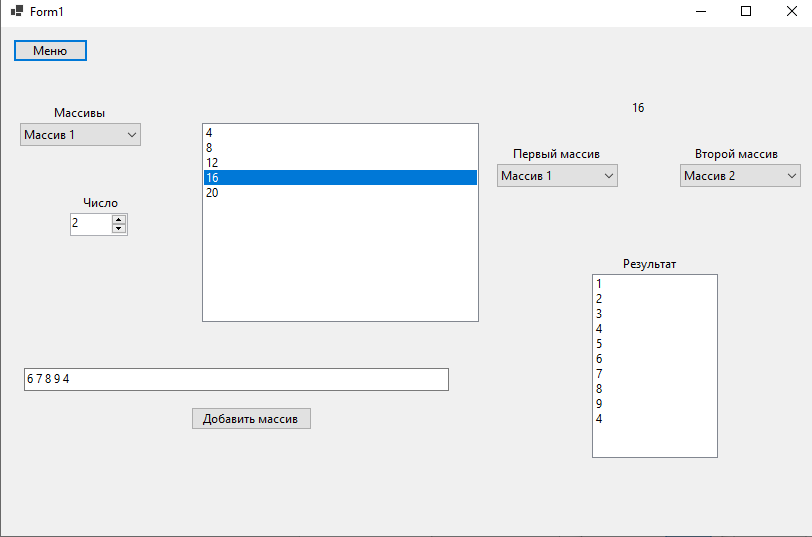 Form1
Меню
Массивы
Массив 1
Число
2
4
8
12
16
20
16
Первый массив
Массив 1
Второй массив
Массив 2
Результат
1
2
3
4
5
6
7
8
9
4
6 7 8 9 4
Добавить массив